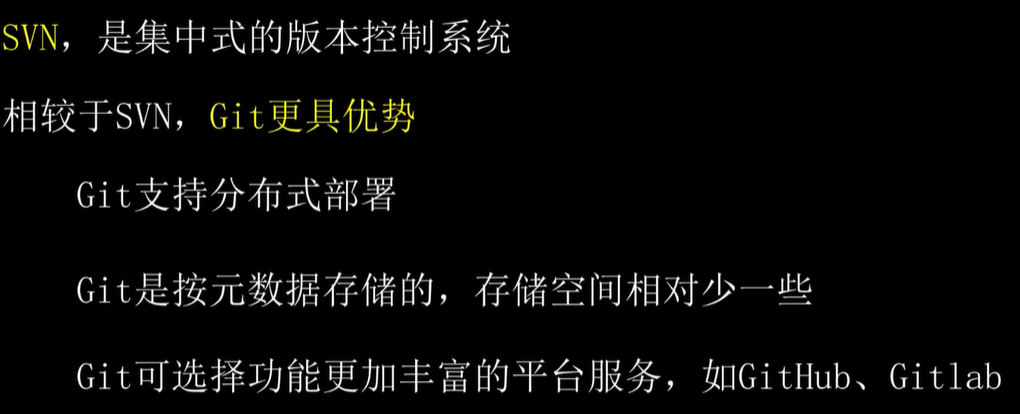 SVN，是集中式的版本控制系统
相较于SVN，Git更具优势
Git支持分布式部署
Git是按元数据存储的，存储空间相对少一些
Git可选择功能更加丰富的平台服务，如GitHub、Gitlab